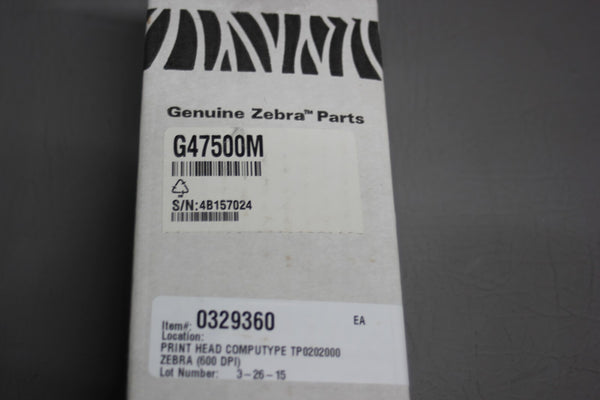 Genuine Zebra™ Parts
G47500M
S/N:4B157024
Item#: 0329360 EA
Location:
PRINT HEAD COMPUTYPE TP0202000
ZEBRA (600 DPI)
Lot Number: 3-26-15